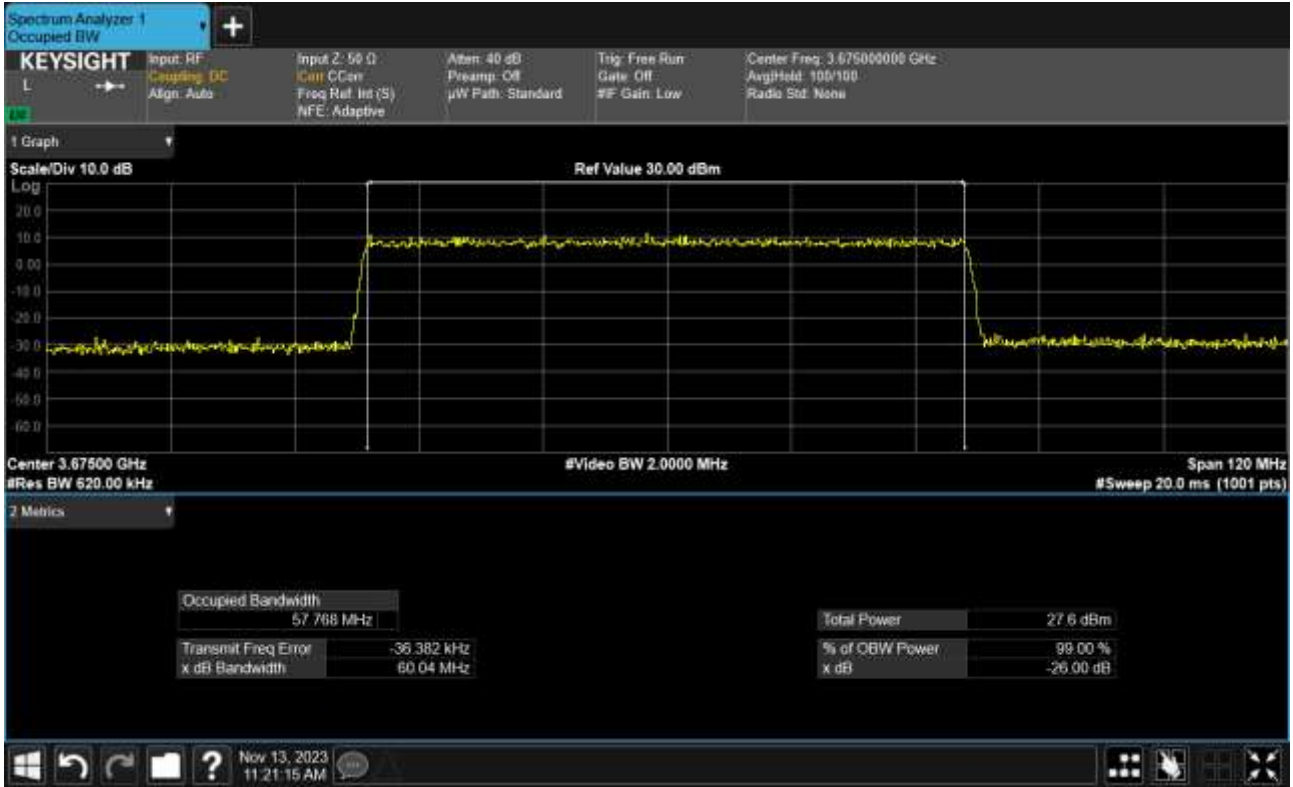 Spectrum Analyzer 1
Occupied BW
+
KEYSIGHT
L
Input: RF
Coupling: DC
Align: Auto
Input Z: 50 Ω
Corr CCorr
Freq Ref: Int (S)
NFE: Adaptive
Atten: 40 dB
Preamp: Off
µW Path: Standard
Trig: Free Run
Gate: Off
#IF Gain: Low
Center Freq: 3.675000000 GHz
Avg|Hold: 100/100
Radio Std: None
1 Graph
Scale/Div 10.0 dB
Ref Value 30.00 dBm
Log
20.0
10.0
0.00
-10.0
-20.0
-30.0
-40.0
-50.0
-60.0
Center 3.67500 GHz
#Video BW 2.0000 MHz
Span 120 MHz
#Res BW 620.00 kHz
#Sweep 20.0 ms (1001 pts)
2 Metrics
Occupied Bandwidth
57.768 MHz
Total Power 27.6 dBm
Transmit Freq Error -36.382 kHz
% of OBW Power 99.00 %
x dB Bandwidth 60.04 MHz
x dB -26.00 dB
?
Nov 13, 2023
11:21:15 AM